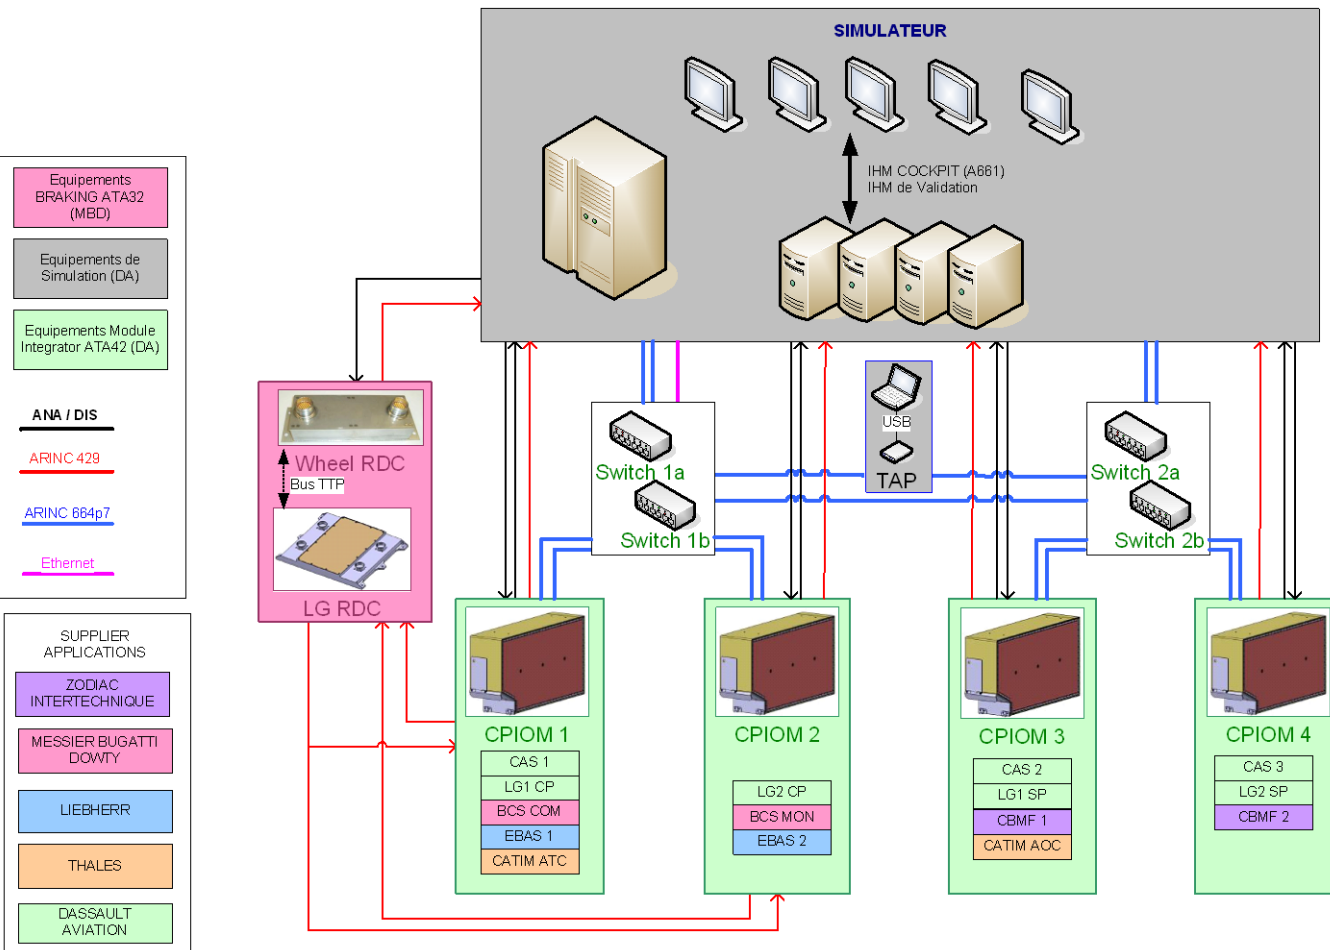 SIMULATEUR
IHM COCKPIT (A661)
IHM de Validation
Equipements
BRAKING ATA32
(MBD)
Equipements de
Simulation (DA)
Equipements Module
Integrator ATA42 (DA)
ANA / DIS
ARINC 429
ARINC 664p7
Ethernet
SUPPLIER
APPLICATIONS
ZODIAC
INTERTECHNIQUE
MESSIER BUGATTI
DOWTY
LIEBHERR
THALES
DASSAULT
AVIATION
Wheel RDC
Bus TTP
LG RDC
Switch 1a
Switch 1b
USB
TAP
Switch 2a
Switch 2b
CPIOM 1
CAS 1
LG1 CP
BCS COM
EBAS 1
CATIM ATC
CPIOM 2
LG2 CP
BCS MON
EBAS 2
CPIOM 3
CAS 2
LG1 SP
CBMF 1
CATIM AOC
CPIOM 4
CAS 3
LG2 SP
CBMF 2